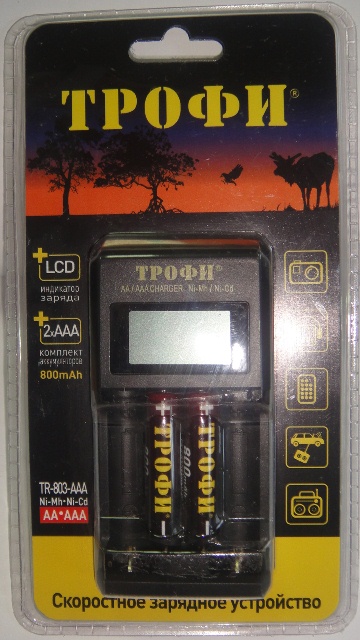 ТРОФИ®
LCD
индикатор
заряда
ТРОФИ®
AA / AAA CHARGER Ni-Mh / Ni-Cd
2xAAA
комплект
аккумуляторов
800mAh
ТРОФИ
800mAh
ТРОФИ
TR-803-AAA
Ni-Mh•Ni-Cd
AA•AAA
Скоростное зарядное устройство